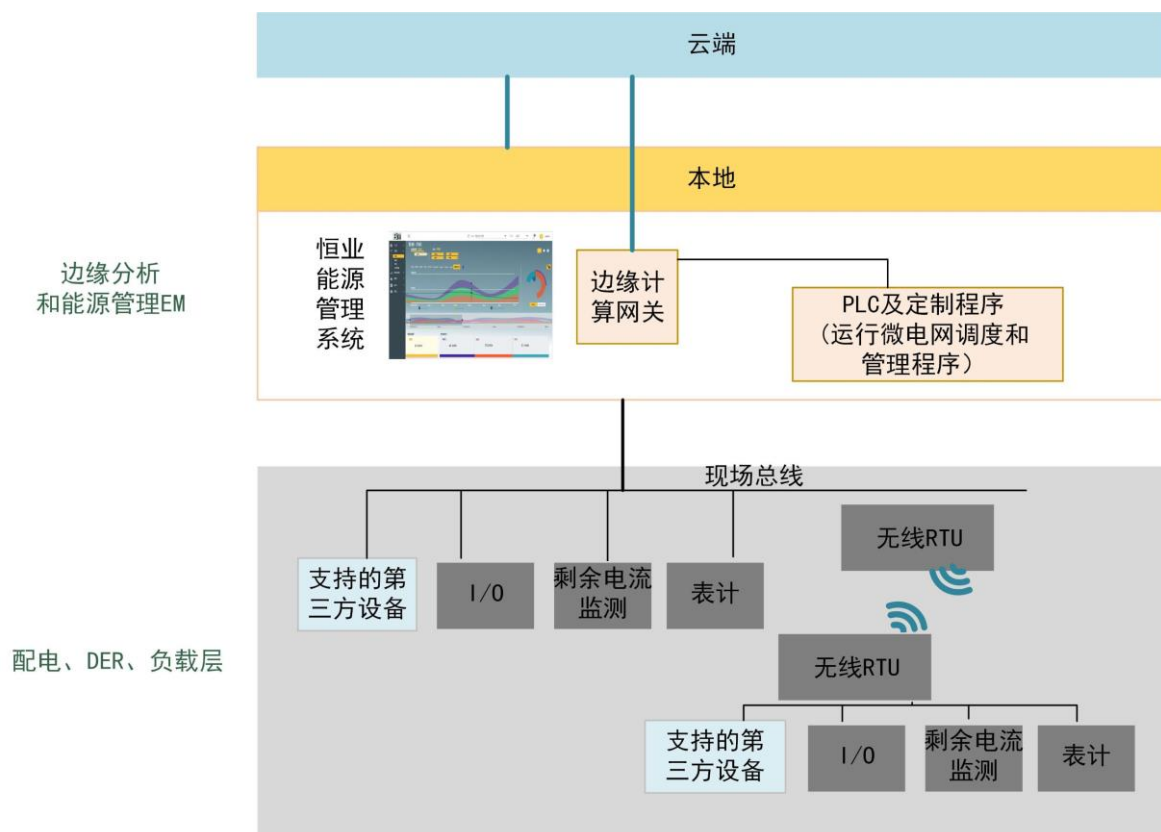 云端
本地
恒业
能源
管理
系统
边缘计
算网关
PLC及定制程序
(运行微电网调度和
管理程序)
边缘分析
和能源管理EM
现场总线
无线RTU
支持的第
三方设备
I/O
剩余电流
监测
表计
无线RTU
配电、DER、负载层
支持的第
三方设备
I/O
剩余电流
监测
表计